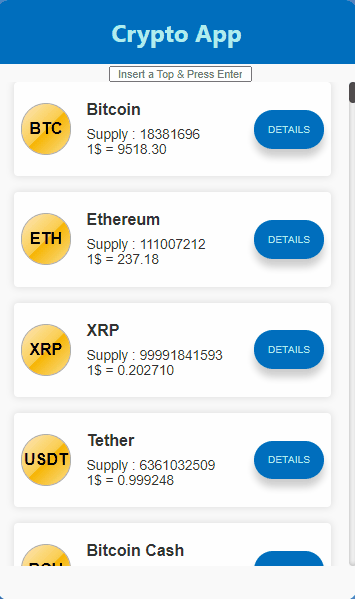 Crypto App
Insert a Top & Press Enter
BTC
Bitcoin
Supply : 18381696
1$ = 9518.30
DETAILS
ETH
Ethereum
Supply : 111007212
1$ = 237.18
DETAILS
XRP
XRP
Supply : 99991841593
1$ = 0.202710
DETAILS
USDT
Tether
Supply : 6361032509
1$ = 0.999248
DETAILS
BCH
Bitcoin Cash
DETAILS